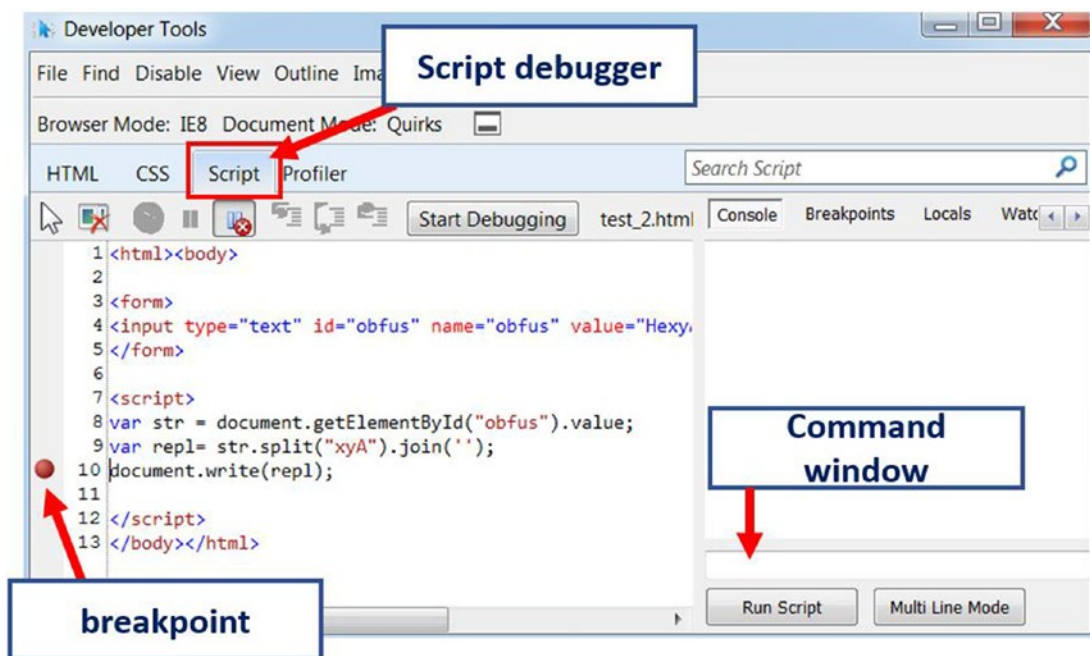 Developer Tools
Script debugger
File Find Disable View Outline Ima
Browser Mode: IE8 Document Mode: Quirks
HTML CSS Script Profiler Search Script
Start Debugging test_2.html Console Breakpoints Locals Watc
1 <html><body>
2
3 <form>
4 <input type="text" id="obfus" name="obfus" value="HexyA
5 </form>
6
7 <script>
8 var str = document.getElementById("obfus").value;
9 var repl= str.split("xyA").join('');
10 document.write(repl);
11
12 </script>
13 </body></html>
Command
window
breakpoint
Run Script Multi Line Mode